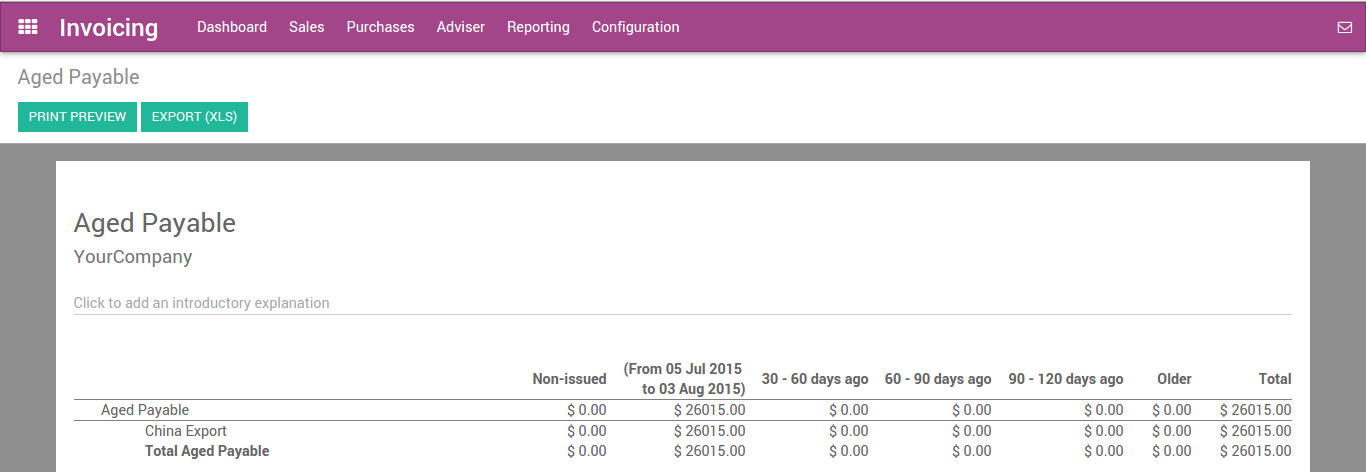 Invoicing Dashboard Sales Purchases Adviser Reporting Configuration
Aged Payable
PRINT PREVIEW EXPORT (XLS)
Aged Payable
YourCompany
Click to add an introductory explanation
Non-issued (From 05 Jul 2015 to 03 Aug 2015) 30 - 60 days ago 60 - 90 days ago 90 - 120 days ago Older Total
Aged Payable $ 0.00 $ 26015.00 $ 0.00 $ 0.00 $ 0.00 $ 0.00 $ 26015.00
China Export $ 0.00 $ 26015.00 $ 0.00 $ 0.00 $ 0.00 $ 0.00 $ 26015.00
Total Aged Payable $ 0.00 $ 26015.00 $ 0.00 $ 0.00 $ 0.00 $ 0.00 $ 26015.00